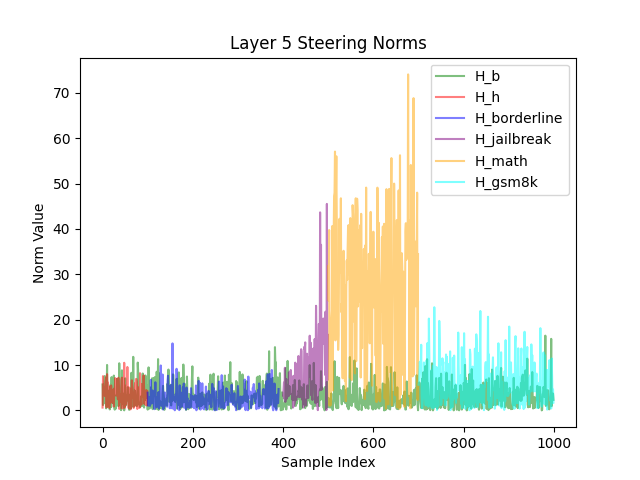 Layer 5 Steering Norms
H_b
H_h
H_borderline
H_jailbreak
H_math
H_gsm8k
Norm Value
70
60
50
40
30
20
10
0
0 200 400 600 800 1000
Sample Index